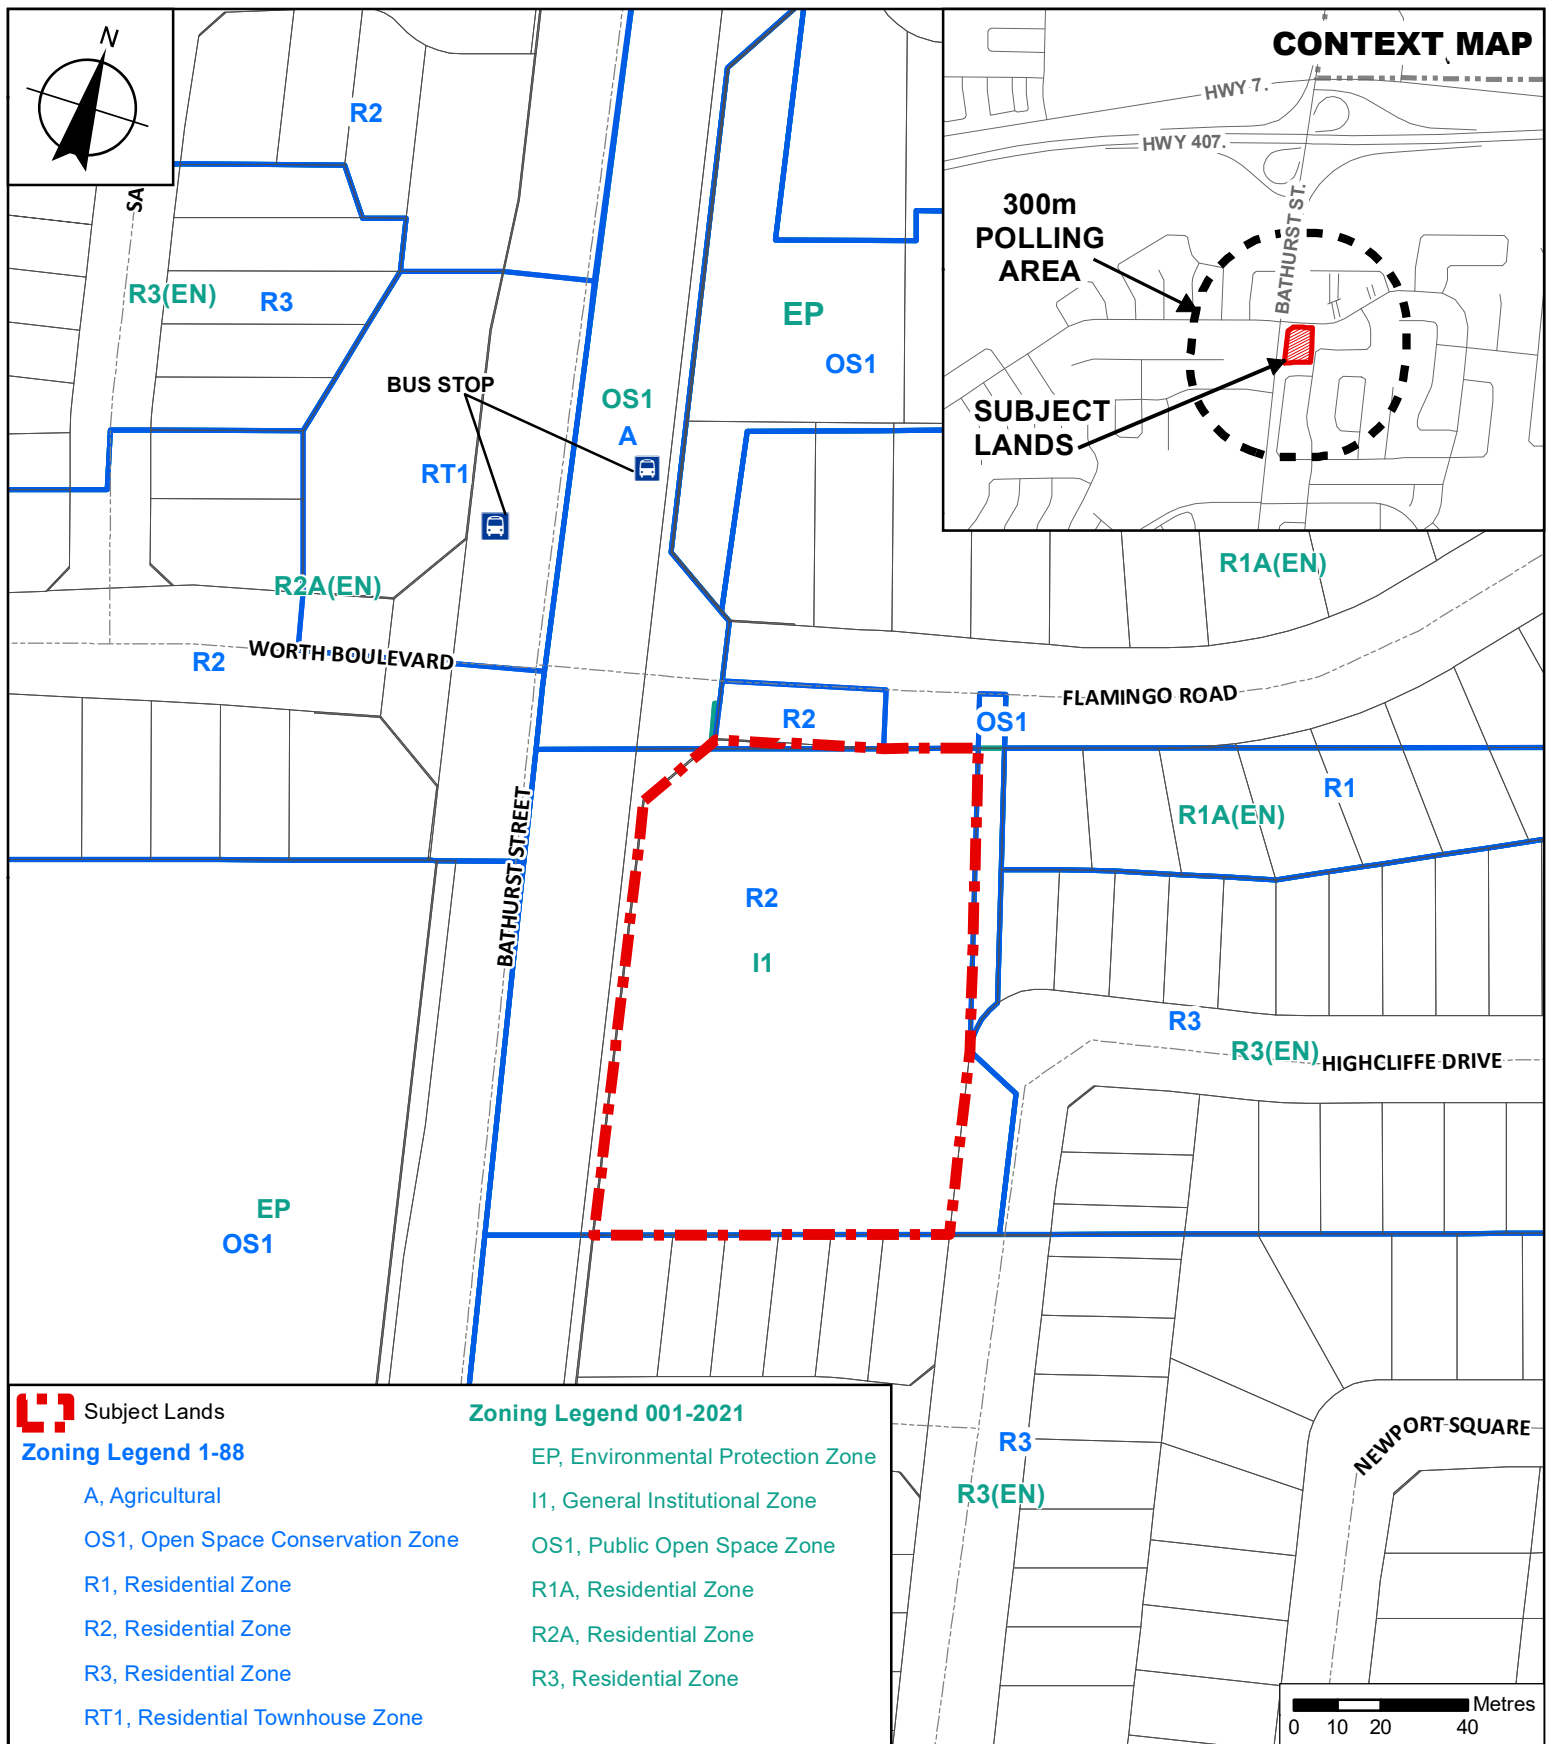 N
CONTEXT MAP
HWY 7.
HWY 407.
BATHURST ST.
300m
POLLING
AREA
SUBJECT
LANDS
R2
SA
R3(EN)
R3
EP
OS1
BUS STOP
OS1
A
RT1
R2A(EN)
R1A(EN)
WORTH BOULEVARD
R2
FLAMINGO ROAD
R2
OS1
R1
R1A(EN)
BATHURST STREET
R2
I1
R3
R3(EN)
HIGHCLIFFE DRIVE
EP
OS1
R3
R3(EN)
NEWPORT SQUARE
Subject Lands
Zoning Legend 1-88
A, Agricultural
OS1, Open Space Conservation Zone
R1, Residential Zone
R2, Residential Zone
R3, Residential Zone
RT1, Residential Townhouse Zone
Zoning Legend 001-2021
EP, Environmental Protection Zone
I1, General Institutional Zone
OS1, Public Open Space Zone
R1A, Residential Zone
R2A, Residential Zone
R3, Residential Zone
Metres
0 10 20 40